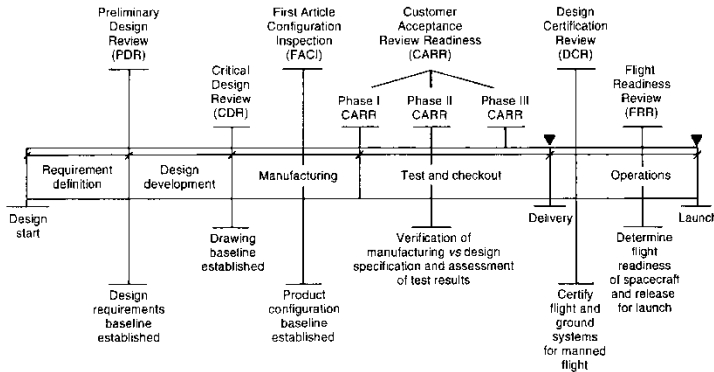 Preliminary
Design
Review
(PDR)
First Article
Configuration
Inspection
(FACI)
Customer
Acceptance
Review Readiness
(CARR)
Design
Certification
Review
(DCR)
Critical
Design
Review
(CDR)
Flight
Readiness
Review
(FRR)
Phase I
CARR
Phase II
CARR
Phase III
CARR
Requirement
definition
Design
development
Manufacturing
Test and checkout
Operations
Design
start
Delivery
Launch
Drawing
baseline
established
Verification of
manufacturing vs design
specification and assessment
of test results
Determine
flight
readiness
of spacecraft
and release
for launch
Design
requirements
baseline
established
Product
configuration
baseline
established
Certify
flight and
ground
systems
for manned
flight